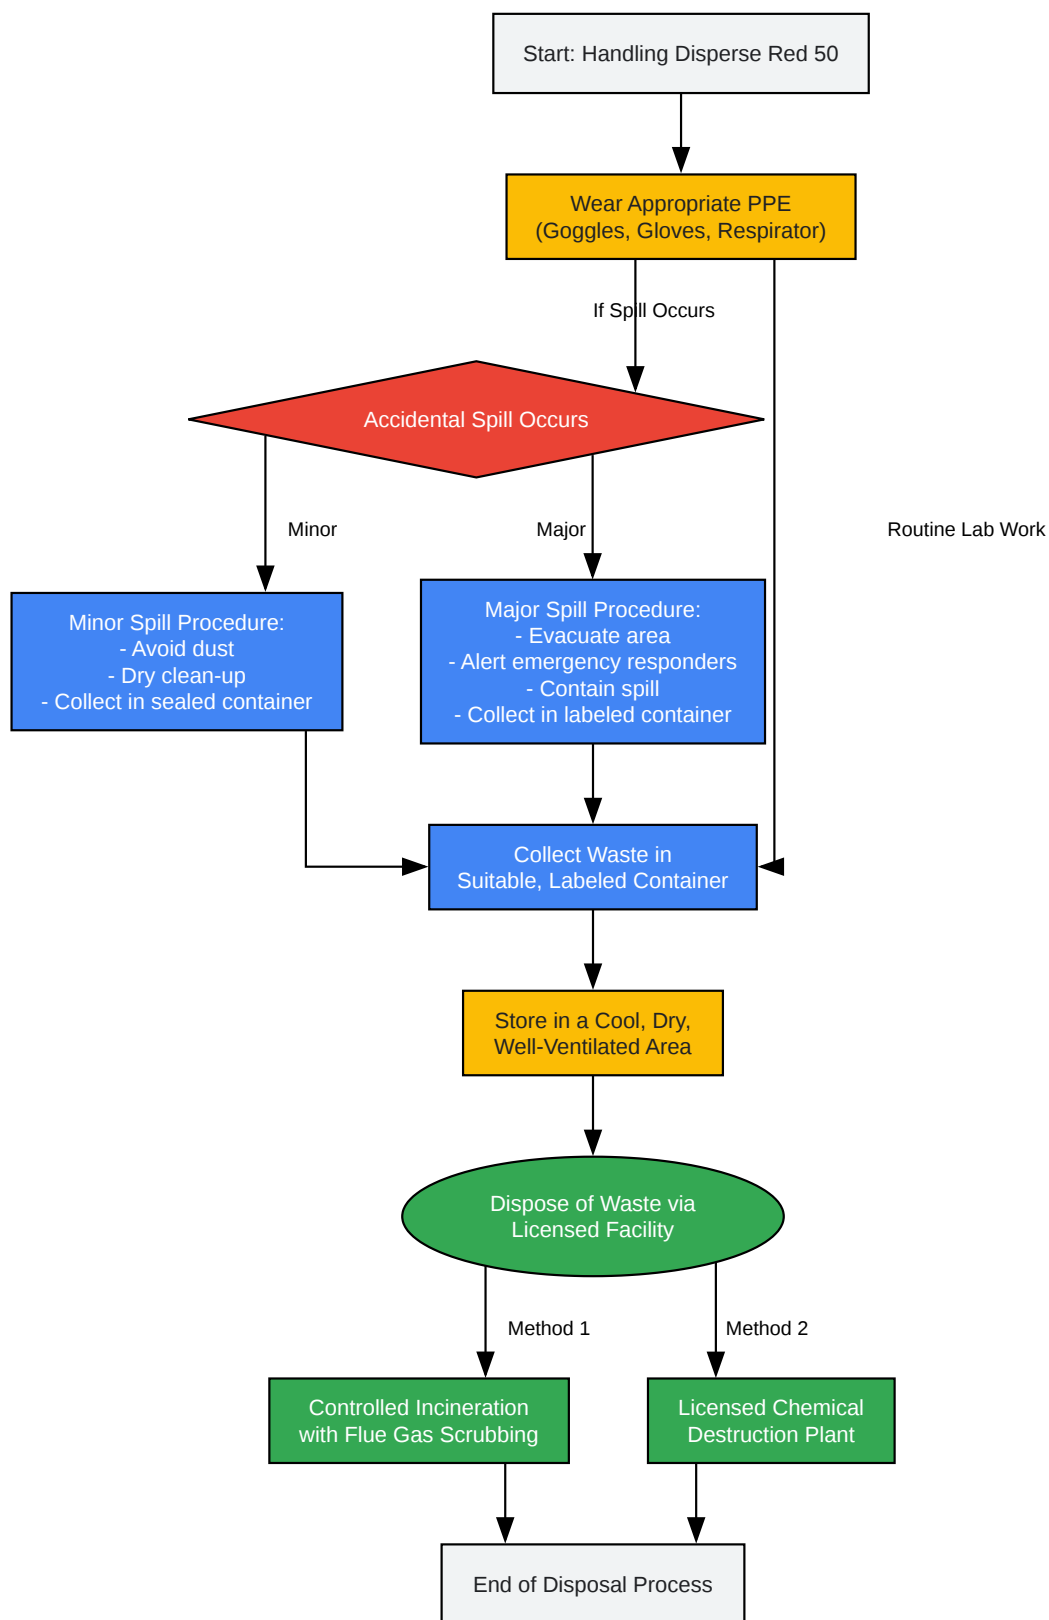 Start: Handling Disperse Red 50
Wear Appropriate PPE
(Goggles, Gloves, Respirator)
If Spill Occurs
Accidental Spill Occurs
Minor
Major
Routine Lab Work
Minor Spill Procedure:
- Avoid dust
- Dry clean-up
- Collect in sealed container
Major Spill Procedure:
- Evacuate area
- Alert emergency responders
- Contain spill
- Collect in labeled container
Collect Waste in
Suitable, Labeled Container
Store in a Cool, Dry,
Well-Ventilated Area
Dispose of Waste via
Licensed Facility
Method 1
Method 2
Controlled Incineration
with Flue Gas Scrubbing
Licensed Chemical
Destruction Plant
End of Disposal Process